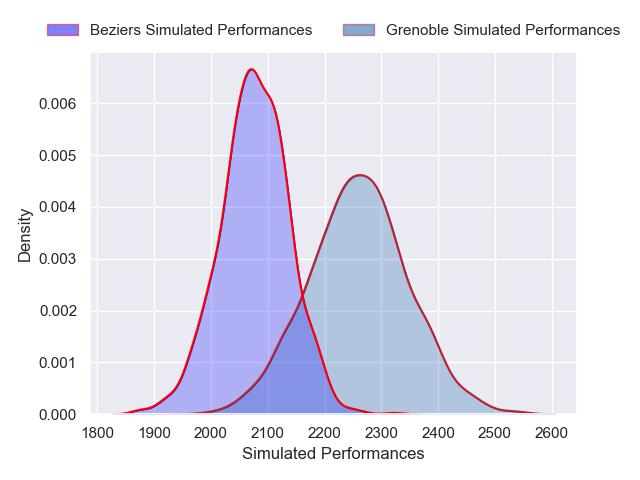 Beziers Simulated Performances Grenoble Simulated Performances
0.006
0.005
0.004
0.003
0.002
0.001
0.000
Density
1800 1900 2000 2100 2200 2300 2400 2500 2600
Simulated Performances